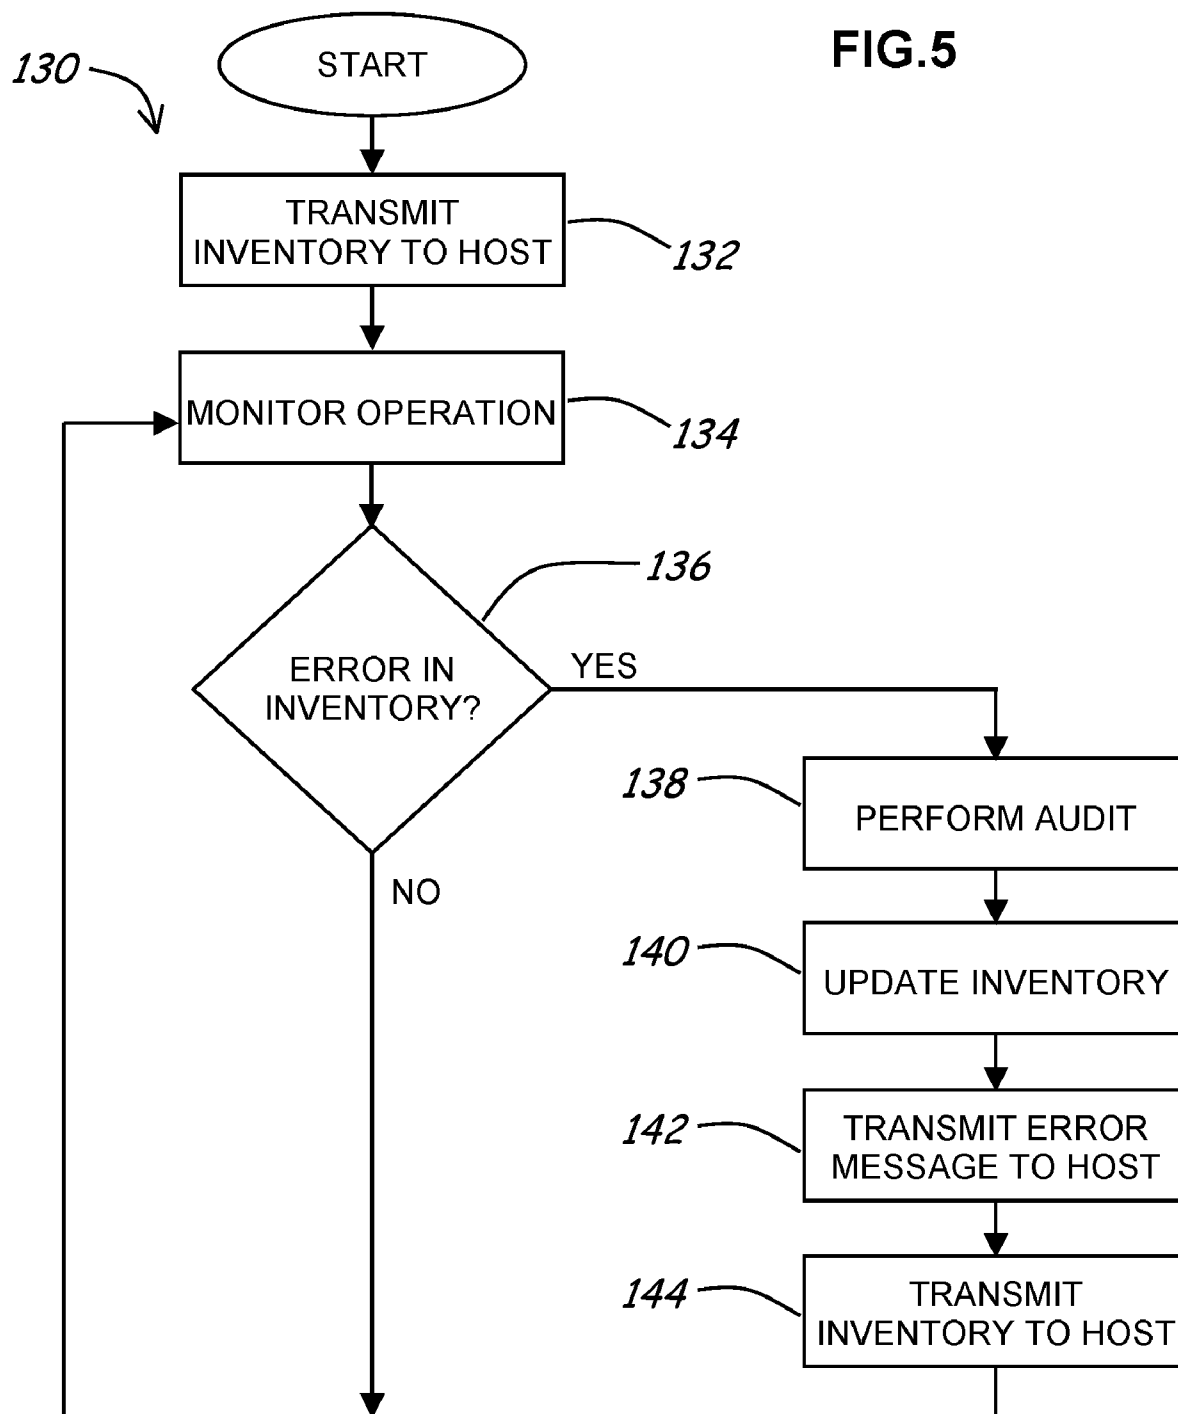 FIG.5
130
START
TRANSMIT
INVENTORY TO HOST
132
MONITOR OPERATION
134
136
ERROR IN
INVENTORY?
YES
NO
138
PERFORM AUDIT
140
UPDATE INVENTORY
142
TRANSMIT ERROR
MESSAGE TO HOST
144
TRANSMIT
INVENTORY TO HOST